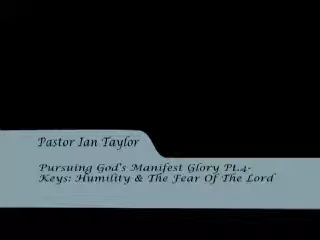 Pastor Ian Taylor
Pursuing God's Manifest Glory Pt.4-
Keys: Humility & The Fear Of The Lord